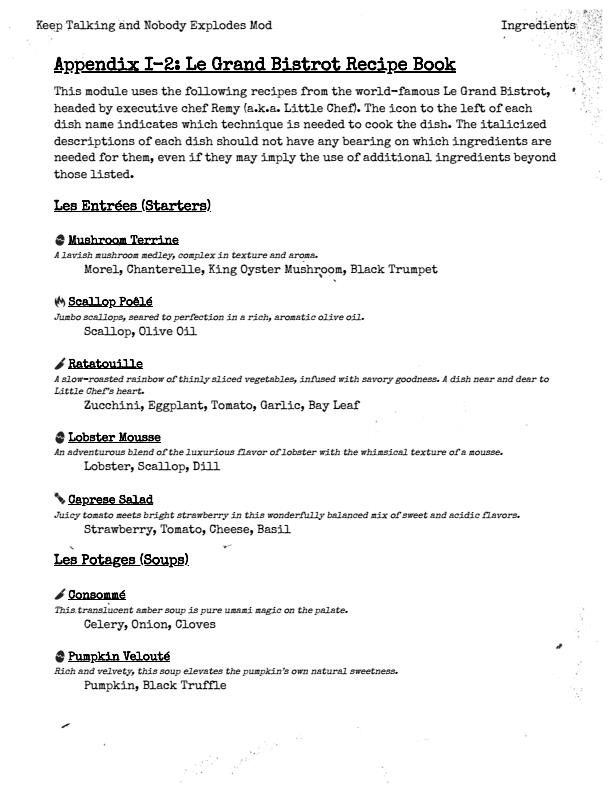 Keep Talking and Nobody Explodes Mod
Ingredients
Appendix I-2: Le Grand Bistrot Recipe Book
This module uses the following recipes from the world-famous Le Grand Bistrot,
headed by executive chef Remy (a.k.a. Little Chef). The icon to the left of each
dish name indicates which technique is needed to cook the dish. The italicized
descriptions of each dish should not have any bearing on which ingredients are
needed for them, even if they may imply the use of additional ingredients beyond
those listed.
Les Entrées (Starters)
Mushroom Terrine
A lavish mushroom medley, complex in texture and aroma.
Morel, Chanterelle, King Oyster Mushroom, Black Trumpet
Scallop Poêlé
Jumbo scallops, seared to perfection in a rich, aromatic olive oil.
Scallop, Olive Oil
Ratatouille
A slow-roasted rainbow of thinly sliced vegetables, infused with savory goodness. A dish near and dear to
Little Chef's heart.
Zucchini, Eggplant, Tomato, Garlic, Bay Leaf
Lobster Mousse
An adventurous blend of the luxurious flavor of lobster with the whimsical texture of a mousse.
Lobster, Scallop, Dill
Caprese Salad
Juicy tomato meets bright strawberry in this wonderfully balanced mix of sweet and acidic flavors.
Strawberry, Tomato, Cheese, Basil
Les Potages (Soups)
Consommé
This translucent amber soup is pure umami magic on the palate.
Celery, Onion, Cloves
Pumpkin Velouté
Rich and velvety, this soup elevates the pumpkin's own natural sweetness.
Pumpkin, Black Truffle